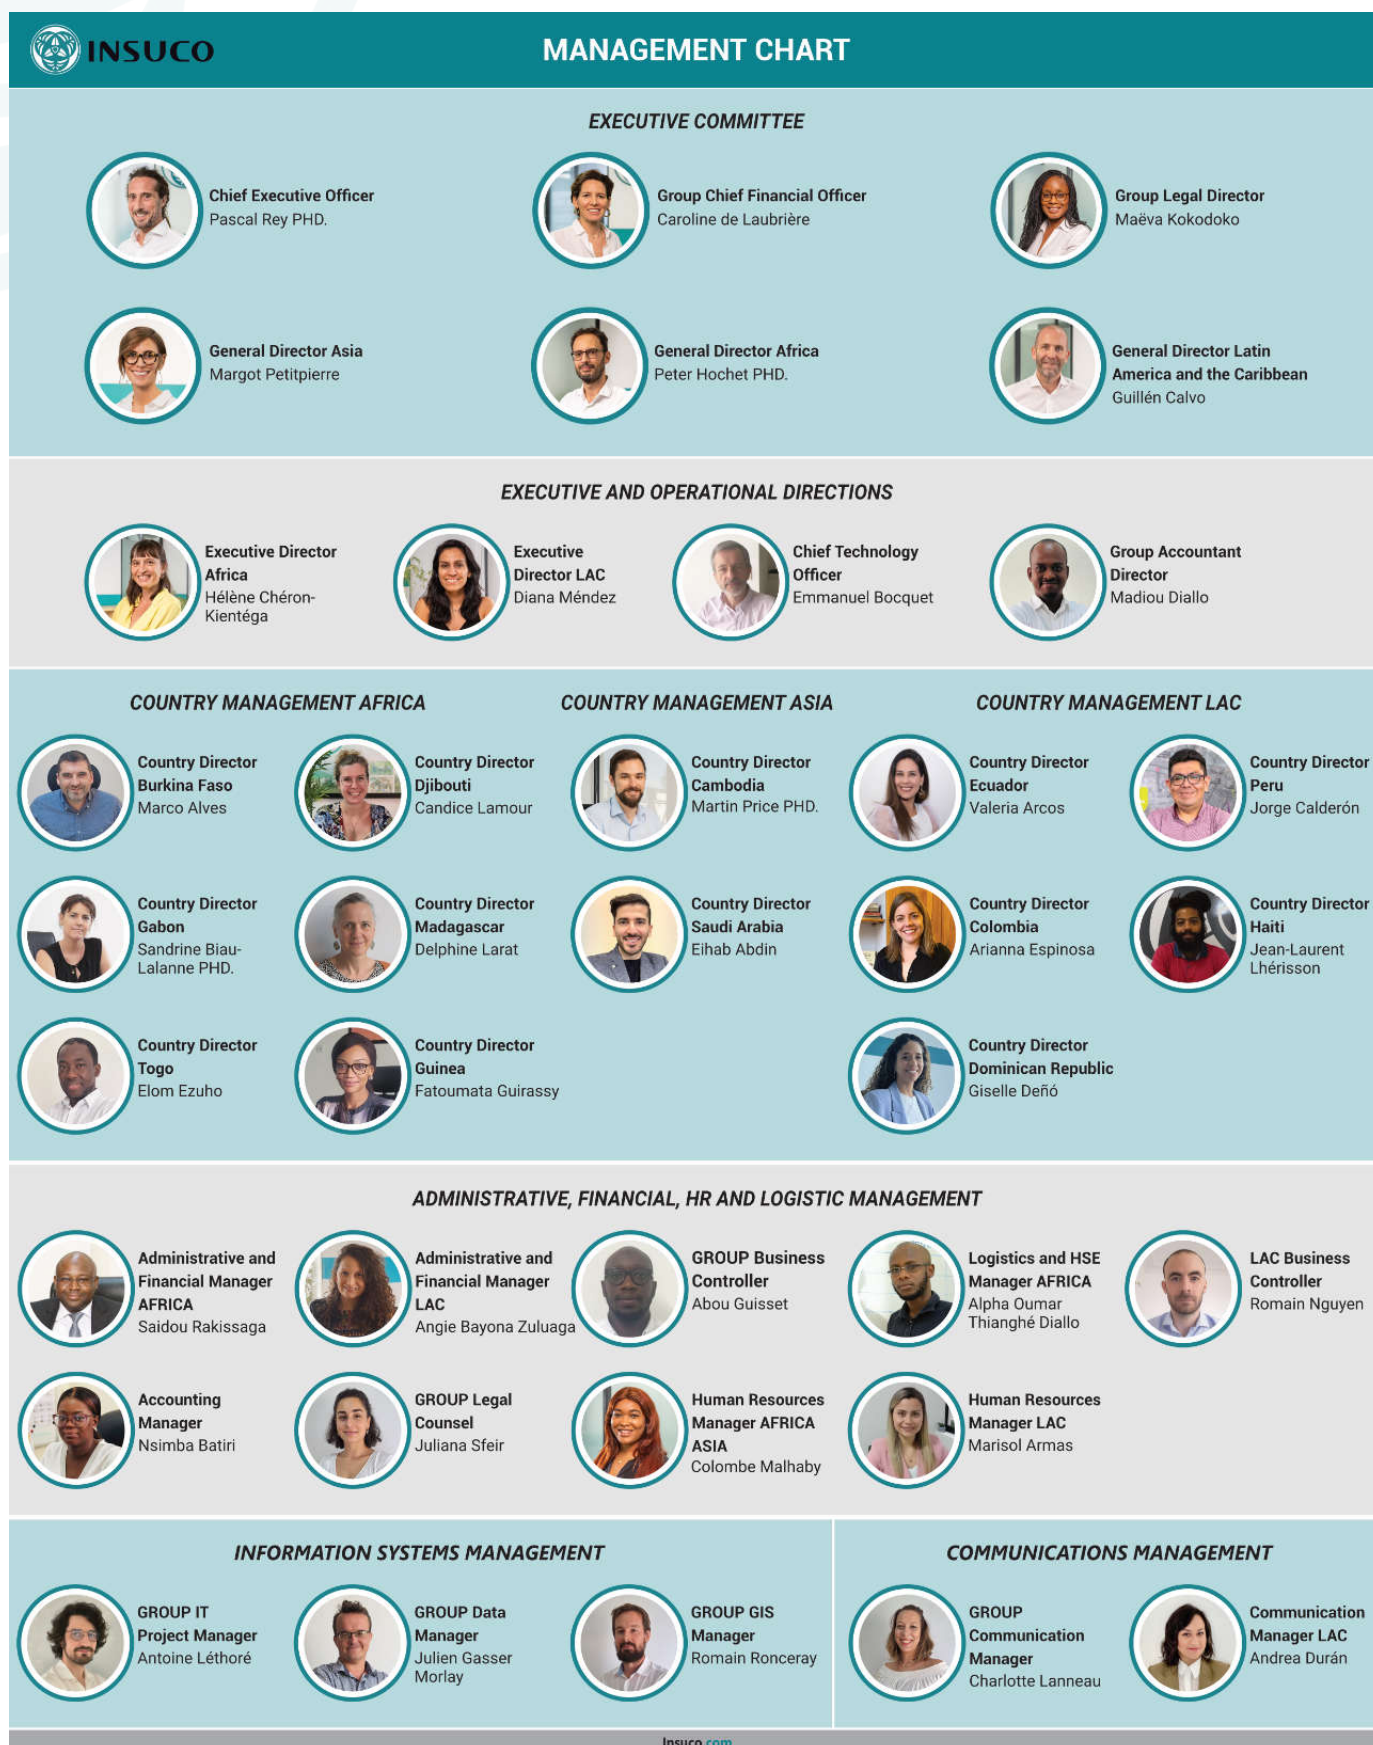 INSUCO
MANAGEMENT CHART
EXECUTIVE COMMITTEE
Chief Executive Officer
Pascal Rey PHD.
Group Chief Financial Officer
Caroline de Laubrière
Group Legal Director
Maëva Kokodoko
General Director Asia
Margot Petitpierre
General Director Africa
Peter Hochet PHD.
General Director Latin
America and the Caribbean
Guillén Calvo
EXECUTIVE AND OPERATIONAL DIRECTIONS
Executive Director
Africa
Hélène Chéron-
Kientéga
Executive
Director LAC
Diana Méndez
Chief Technology
Officer
Emmanuel Bocquet
Group Accountant
Director
Madiou Diallo
COUNTRY MANAGEMENT AFRICA
Country Director
Burkina Faso
Marco Alves
Country Director
Djibouti
Candice Lamour
Country Director
Gabon
Sandrine Biau-
Lalanne PHD.
Country Director
Madagascar
Delphine Larat
Country Director
Togo
Elom Ezuho
Country Director
Guinea
Fatoumata Guirassy
COUNTRY MANAGEMENT ASIA
Country Director
Cambodia
Martin Price PHD.
Country Director
Saudi Arabia
Eihab Abdin
COUNTRY MANAGEMENT LAC
Country Director
Ecuador
Valeria Arcos
Country Director
Peru
Jorge Calderón
Country Director
Colombia
Arianna Espinosa
Country Director
Haiti
Jean-Laurent
Lhérisson
Country Director
Dominican Republic
Giselle Deñó
ADMINISTRATIVE, FINANCIAL, HR AND LOGISTIC MANAGEMENT
Administrative and
Financial Manager
AFRICA
Saidou Rakissaga
Administrative and
Financial Manager
LAC
Angie Bayona Zuluaga
GROUP Business
Controller
Abou Guisset
Logistics and HSE
Manager AFRICA
Alpha Oumar
Thianghé Diallo
LAC Business
Controller
Romain Nguyen
Accounting
Manager
Nsimba Batiri
GROUP Legal
Counsel
Juliana Sfeir
Human Resources
Manager AFRICA
ASIA
Colombe Malhaby
Human Resources
Manager LAC
Marisol Armas
INFORMATION SYSTEMS MANAGEMENT
GROUP IT
Project Manager
Antoine Léthoré
GROUP Data
Manager
Julien Gasser
Morlay
GROUP GIS
Manager
Romain Ronceray
COMMUNICATIONS MANAGEMENT
GROUP
Communication
Manager
Charlotte Lanneau
Communication
Manager LAC
Andrea Durán
Insuco.com